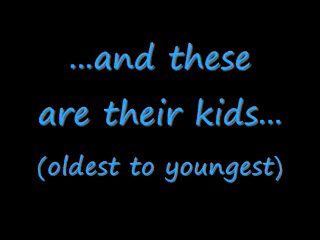 ...and these
are their kids...
(oldest to youngest)